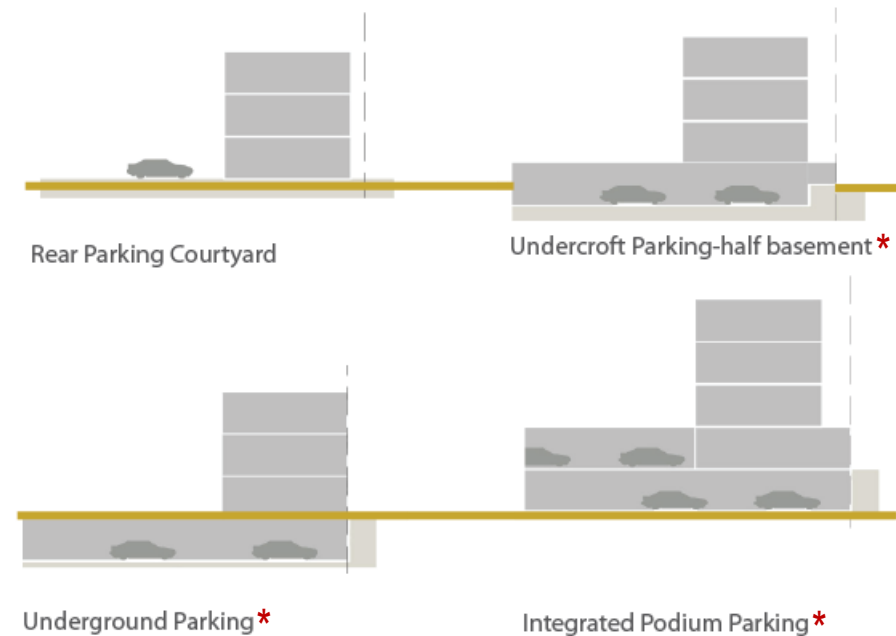 Rear Parking Courtyard
Undercroft Parking-half basement *
Underground Parking *
Integrated Podium Parking *